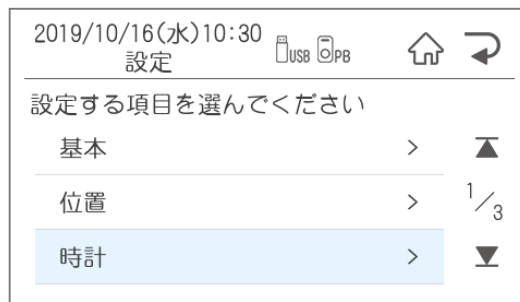 2019/10/16(水)10:30
設定
USB PB
設定する項目を選んでください
基本 >
位置 >
1/3
時計 >